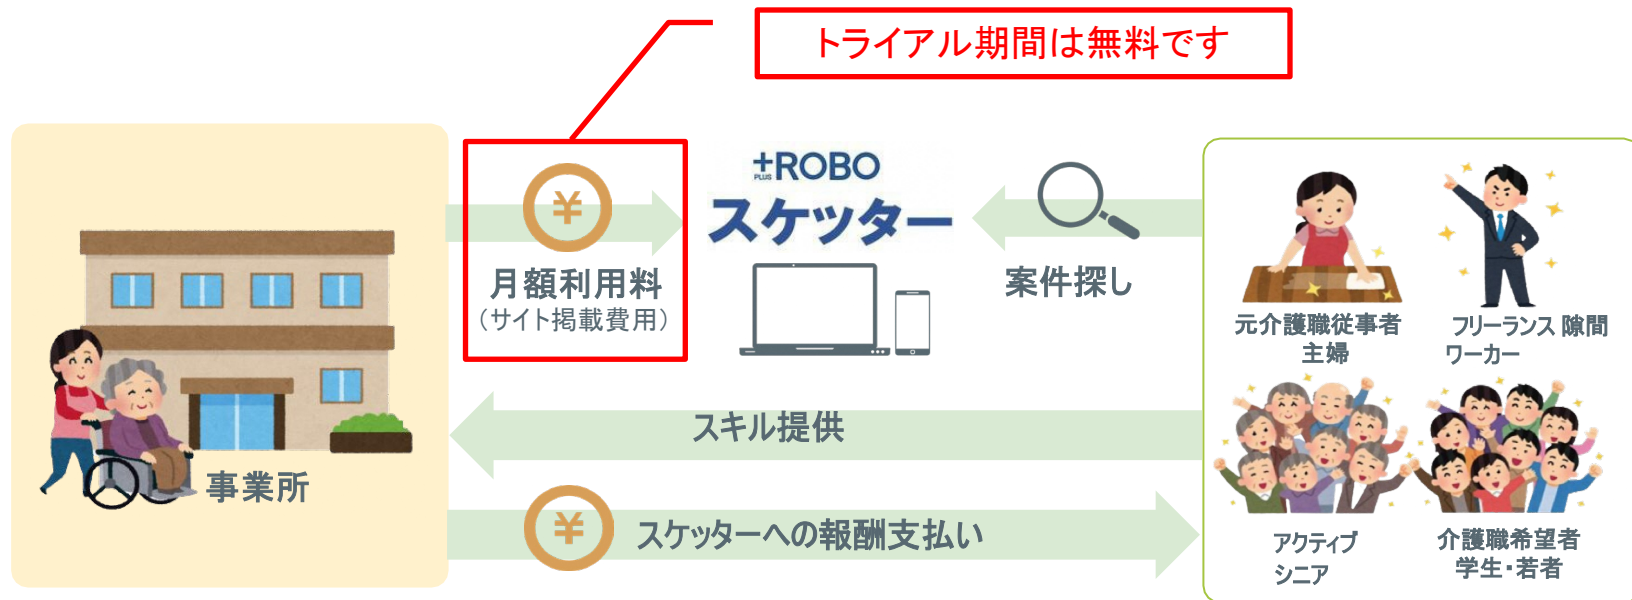 トライアル期間は無料です
+ROBO
PLUS
スケッター
月額利用料
（サイト掲載費用）
案件探し
元介護職従事者
主婦
フリーランス 隙間
ワーカー
スキル提供
事業所
スケッターへの報酬支払い
アクティブ
シニア
介護職希望者
学生・若者
¥
¥